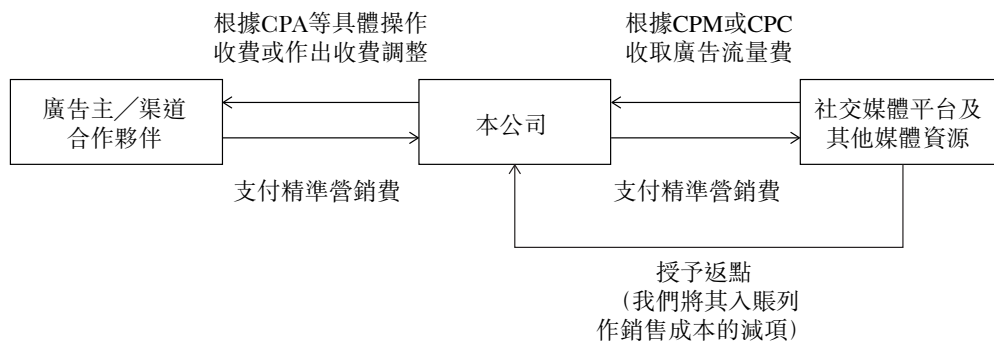 根據CPA等具體操作
收費或作出收費調整
根據CPM或CPC
收取廣告流量費
廣告主／渠道
合作夥伴
本公司
社交媒體平台及
其他媒體資源
支付精準營銷費
支付精準營銷費
授予返點
（我們將其入賬列
作銷售成本的減項）